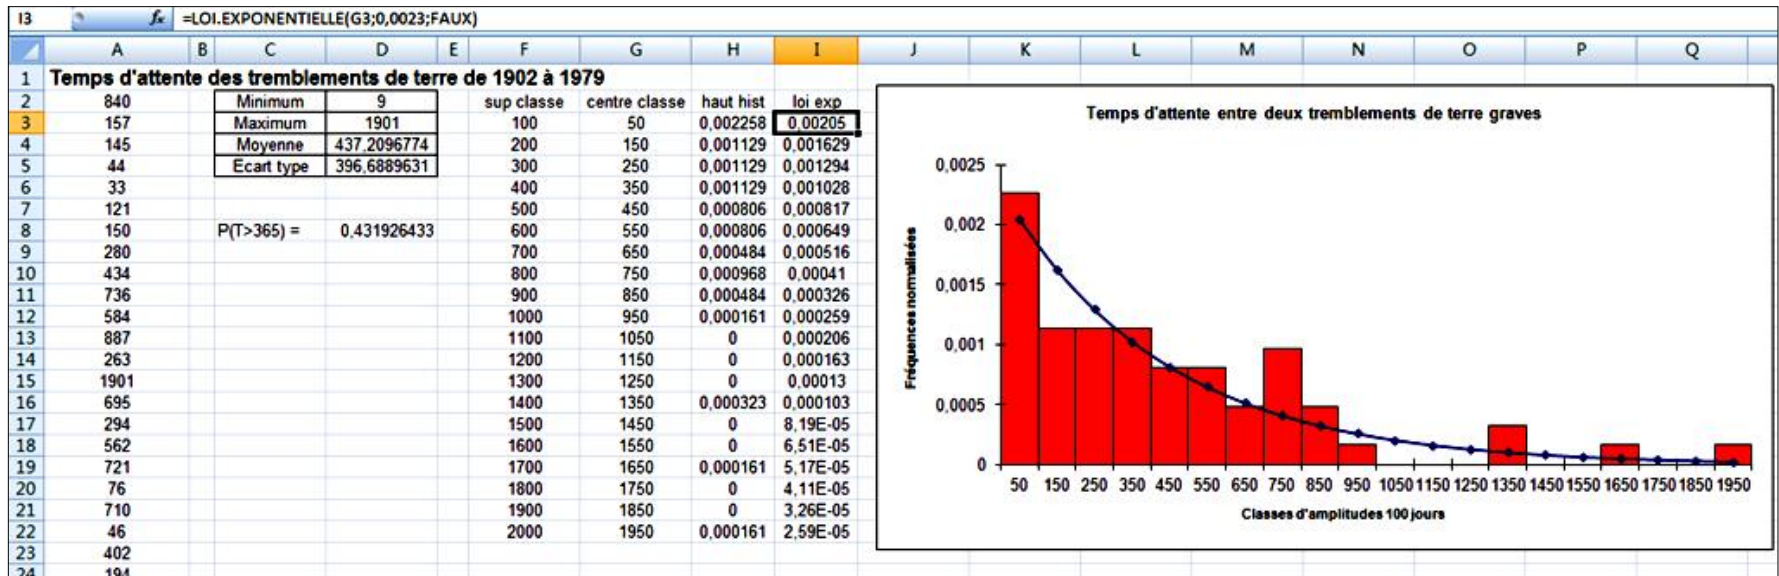 I3 fx =LOI.EXPONENTIELLE(G3;0,0023;FAUX)
A B C D E F G H I J K L M N O P Q
1 Temps d'attente des tremblements de terre de 1902 à 1979
2 840 Minimum 9 sup classe centre classe haut hist loi exp
3 157 Maximum 1901 100 50 0,002258 0,00205
4 145 Moyenne 437,2096774 200 150 0,001129 0,001629
5 44 Ecart type 396,6889631 300 250 0,001129 0,001294
6 33 400 350 0,001129 0,001028
7 121 500 450 0,000806 0,000817
8 150 P(T>365) = 0,431926433 600 550 0,000806 0,000649
9 280 700 650 0,000484 0,000516
10 434 800 750 0,000968 0,00041
11 736 900 850 0,000484 0,000326
12 584 1000 950 0,000161 0,000259
13 887 1100 1050 0 0,000206
14 263 1200 1150 0 0,000163
15 1901 1300 1250 0 0,00013
16 695 1400 1350 0,000323 0,000103
17 294 1500 1450 0 8,19E-05
18 562 1600 1550 0 6,51E-05
19 721 1700 1650 0,000161 5,17E-05
20 76 1800 1750 0 4,11E-05
21 710 1900 1850 0 3,26E-05
22 46 2000 1950 0,000161 2,59E-05
23 402
24 194
Temps d'attente entre deux tremblements de terre graves
Fréquences normalisées
0,0025
0,002
0,0015
0,001
0,0005
0
50 150 250 350 450 550 650 750 850 950 1050 1150 1250 1350 1450 1550 1650 1750 1850 1950
Classes d'amplitudes 100 jours